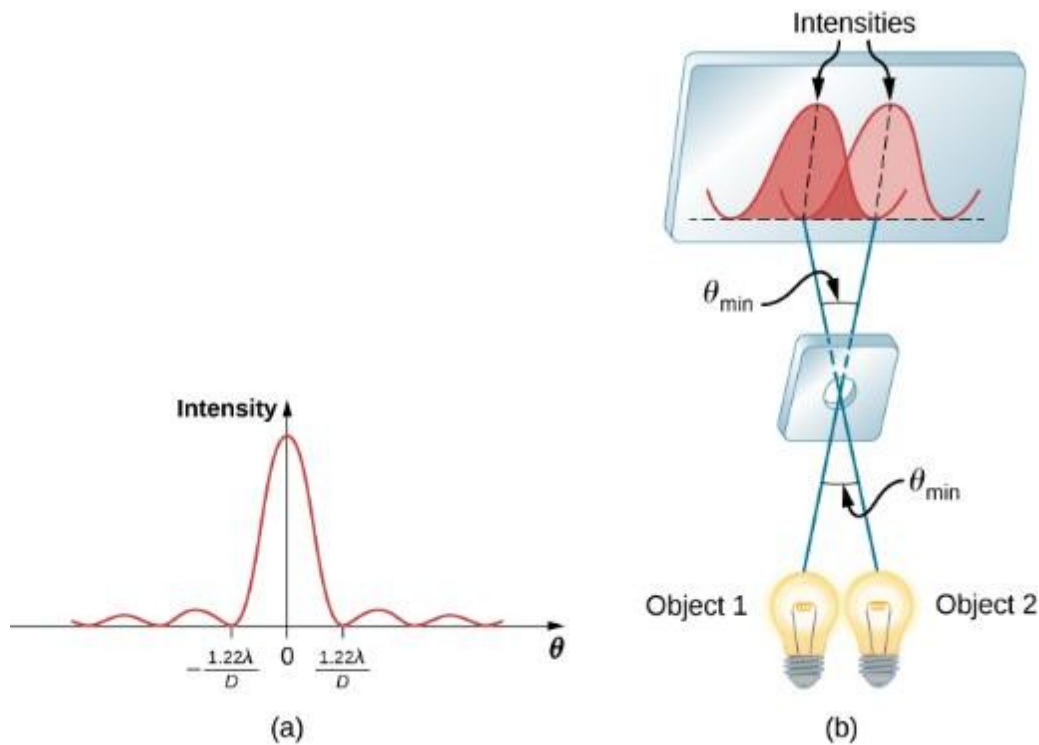 Intensities
θmin
θmin
Object 1
Object 2
(b)
Intensity
θ
−1.22λ/D
0
1.22λ/D
(a)